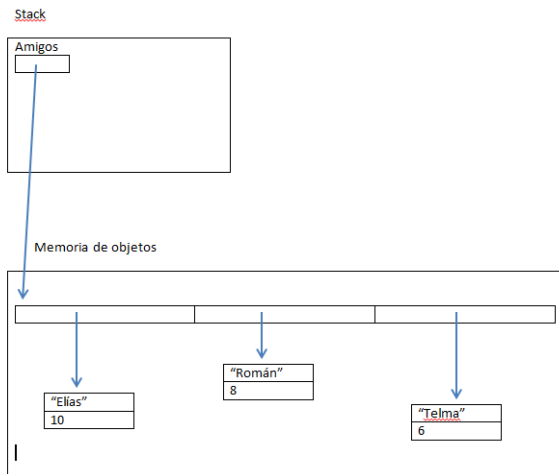 Stack
Amigos
Memoria de objetos
“Elías”
10
“Román”
8
“Telma”
6